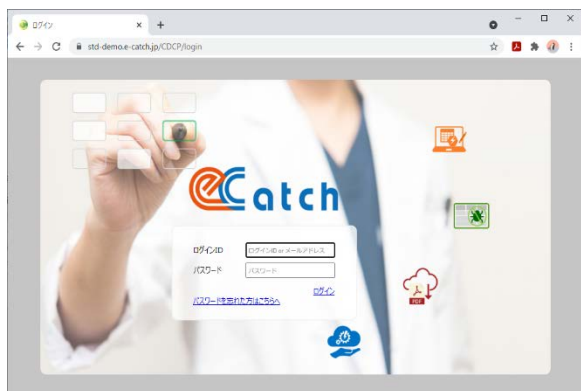 ログイン
std-demo.e-catch.jp/CDCP/login
eCatch
ログインID
ログインID or メールアドレス
パスワード
パスワード
ログイン
パスワードを忘れた方はこちらへ
PDF